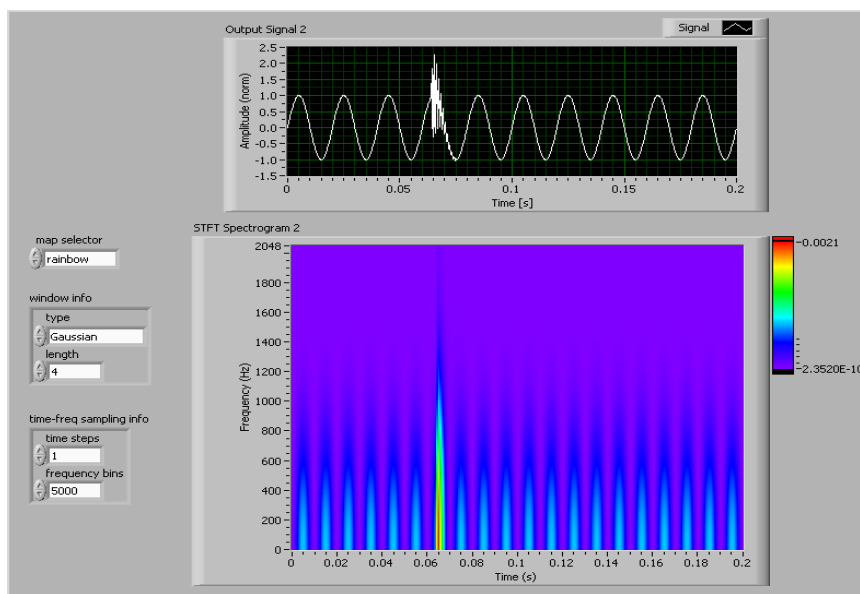 Output Signal 2
Signal
Amplitude (norm)
2.5
2.0
1.5
1.0
0.5
0.0
-0.5
-1.0
-1.5
0 0.05 0.1 0.15 0.2
Time [s]
STFT Spectrogram 2
map selector
rainbow
window info
type
Gaussian
length
4
time-freq sampling info
time steps
1
frequency bins
5000
Frequency (Hz)
2048
1800
1600
1400
1200
1000
800
600
400
200
0
0 0.02 0.04 0.06 0.08 0.1 0.12 0.14 0.16 0.18 0.2
Time (s)
-0.0021
-2.3520E-10